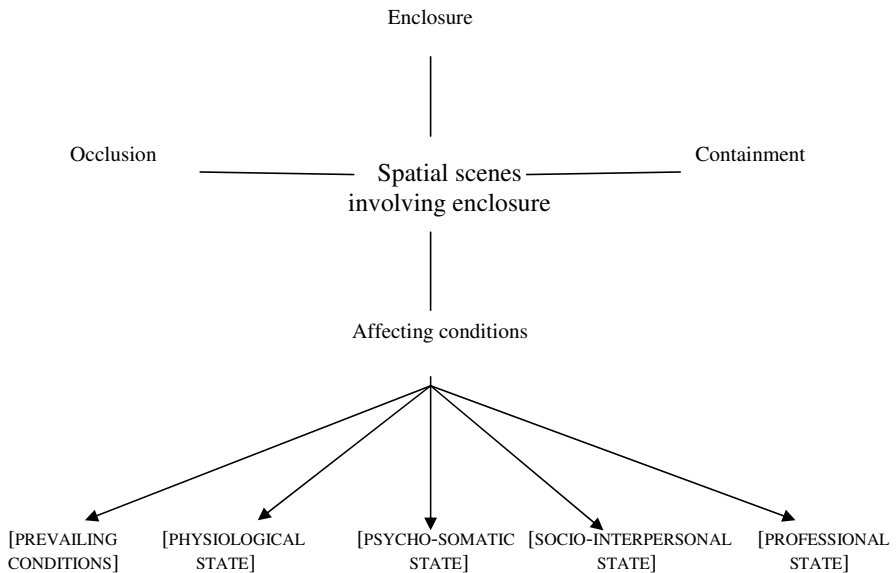 Enclosure
Occlusion
Containment
Spatial scenes
involving enclosure
Affecting conditions
[PREVAILING
CONDITIONS]
[PHYSIOLOGICAL
STATE]
[PSYCHO-SOMATIC
STATE]
[SOCIO-INTERPERSONAL
STATE]
[PROFESSIONAL
STATE]